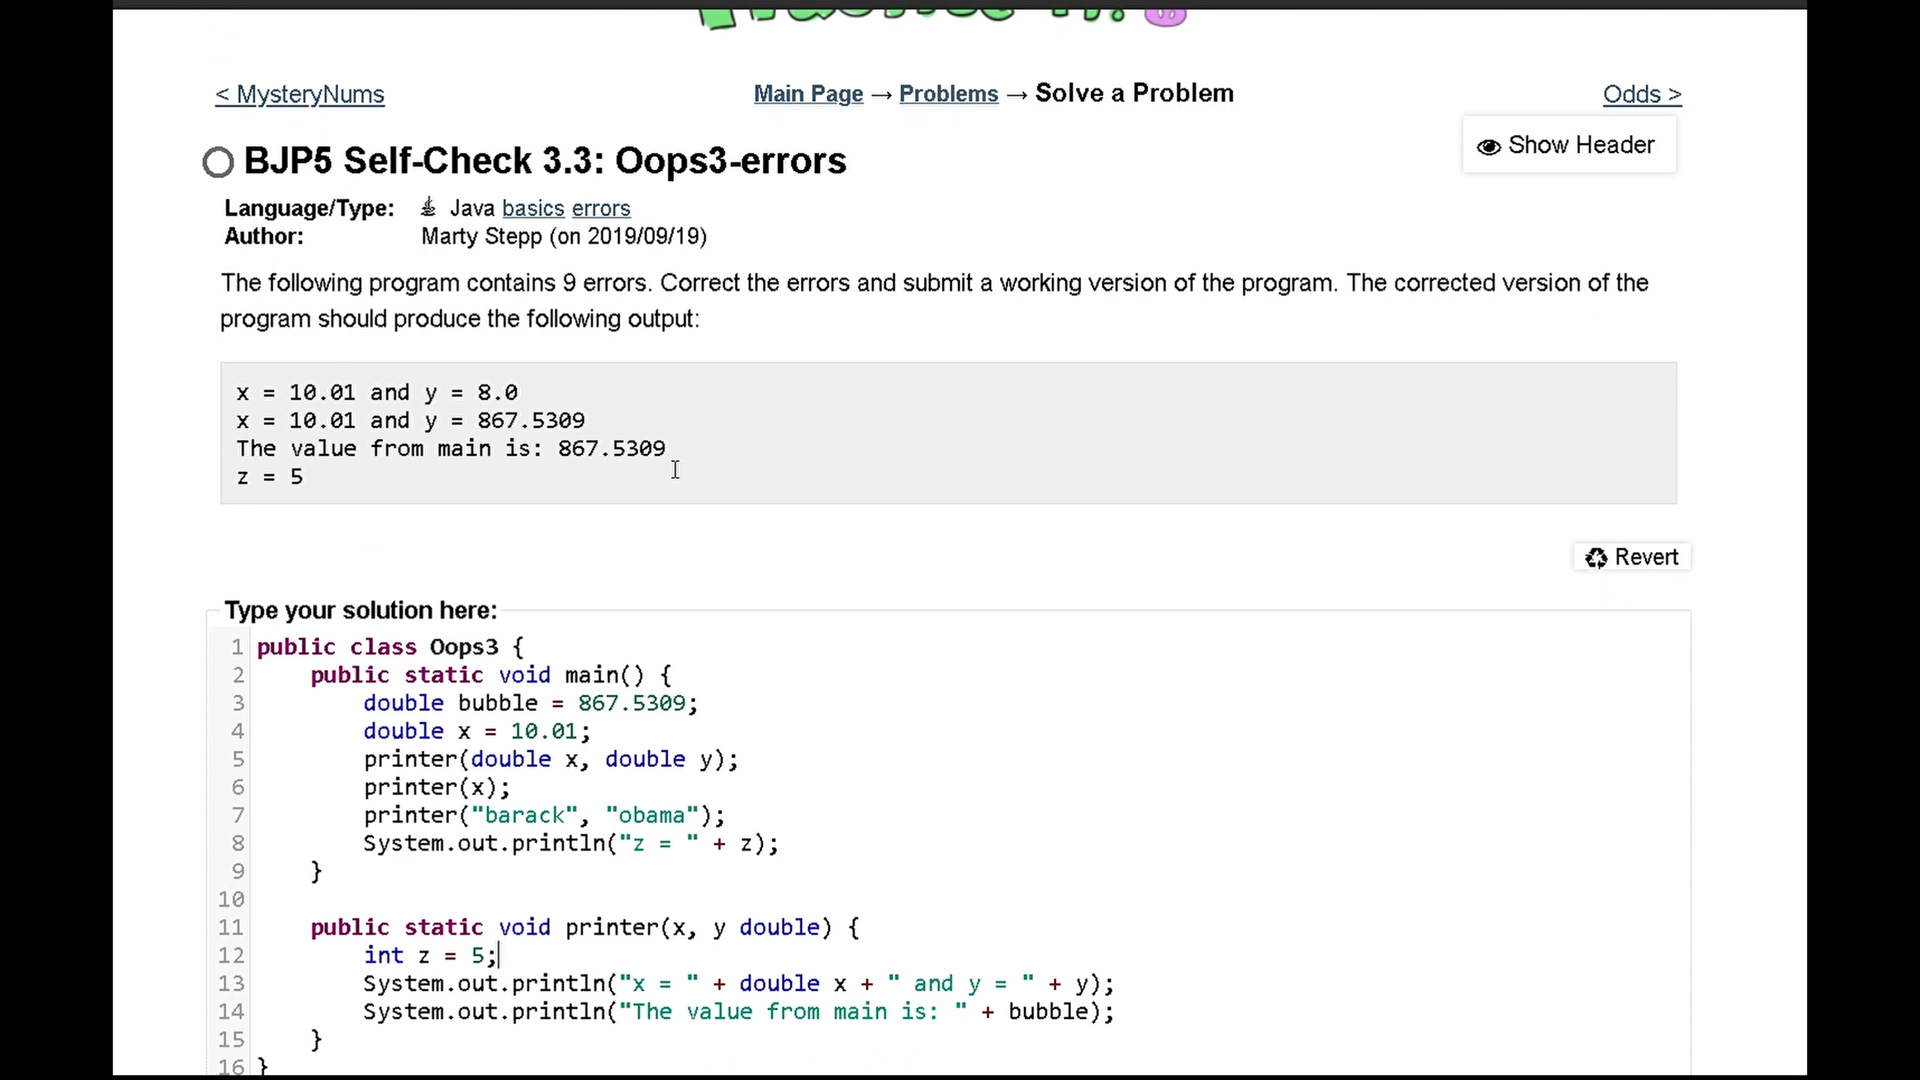 < MysteryNums
Main Page → Problems → Solve a Problem
Odds >
Show Header
BJP5 Self-Check 3.3: Oops3-errors
Language/Type: Java basics errors
Author: Marty Stepp (on 2019/09/19)
The following program contains 9 errors. Correct the errors and submit a working version of the program. The corrected version of the
program should produce the following output:
x = 10.01 and y = 8.0
x = 10.01 and y = 867.5309
The value from main is: 867.5309
z = 5
Revert
Type your solution here:
1 public class Oops3 {
2     public static void main() {
3         double bubble = 867.5309;
4         double x = 10.01;
5         printer(double x, double y);
6         printer(x);
7         printer("barack", "obama");
8         System.out.println("z = " + z);
9     }
10
11     public static void printer(x, y double) {
12         int z = 5;
13         System.out.println("x = " + double x + " and y = " + y);
14         System.out.println("The value from main is: " + bubble);
15     }
16 }